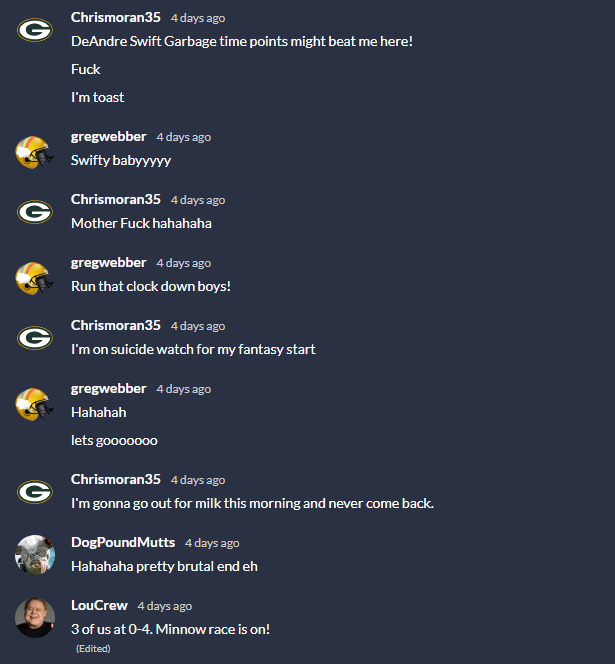 Chrismoran35 4 days ago
DeAndre Swift Garbage time points might beat me here!
Fuck
I'm toast
gregwebber 4 days ago
Swifty babyyyyy
Chrismoran35 4 days ago
Mother Fuck hahahaha
gregwebber 4 days ago
Run that clock down boys!
Chrismoran35 4 days ago
I'm on suicide watch for my fantasy start
gregwebber 4 days ago
Hahahah
lets gooooooo
Chrismoran35 4 days ago
I'm gonna go out for milk this morning and never come back.
DogPoundMutts 4 days ago
Hahahaha pretty brutal end eh
LouCrew 4 days ago
3 of us at 0-4. Minnow race is on!
(Edited)